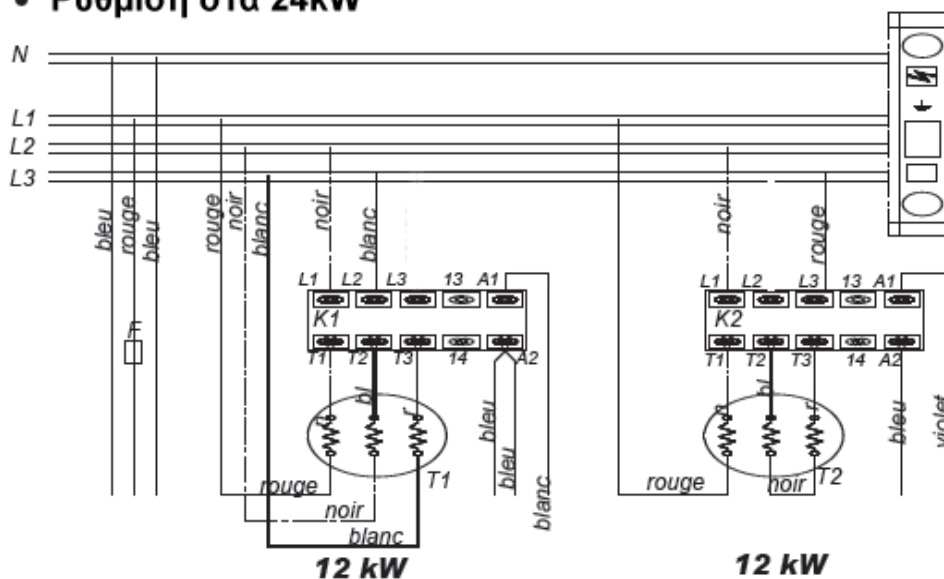 • Ρύθμιση στα 24kW
N
L1
L2
L3
bleu
rouge
bleu
rouge
noir
blanc
noir
blanc
noir
rouge
F
L1 L2 L3 13 A1
K1
T1 T2 T3 14 A2
L1 L2 L3 13 A1
K2
T1 T2 T3 14 A2
n
bl
r
T1
bleu
bleu
blanc
n
bl
r
T2
bleu
violet
rouge
noir
blanc
rouge
noir
12 kW
12 kW